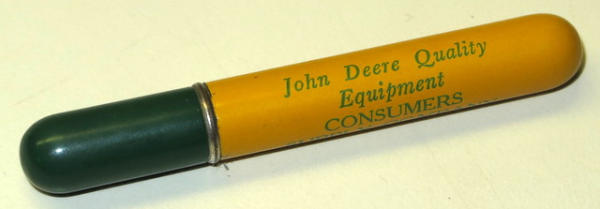 John Deere Quality
Equipment
CONSUMERS